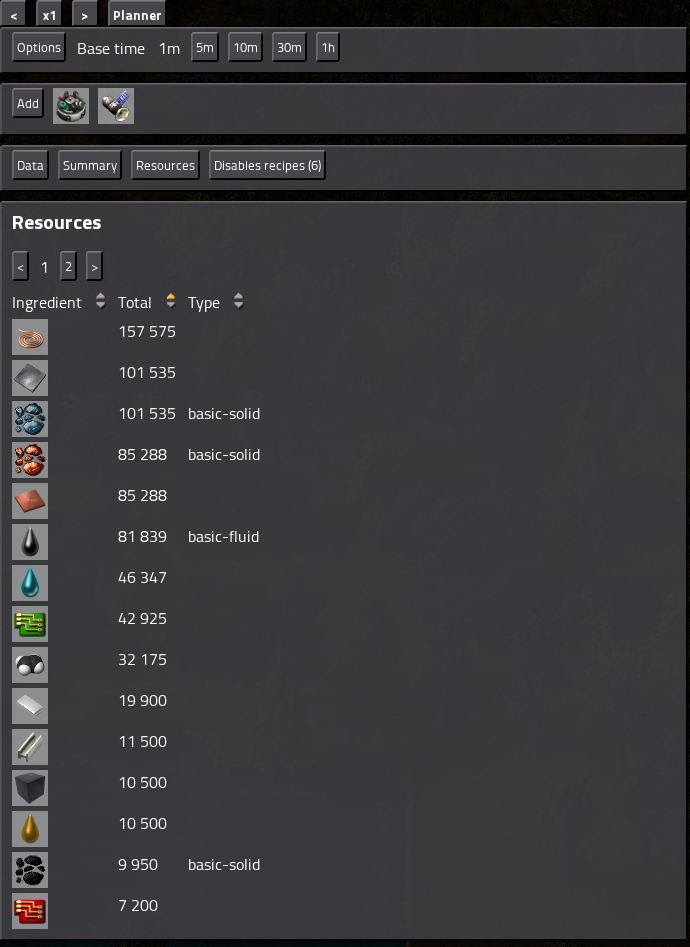 < x1 > Planner
Options Base time 1m 5m 10m 30m 1h
Add
Data Summary Resources Disables recipes (6)
Resources
< 1 2 >
Ingredient Total Type
157 575
101 535
101 535 basic-solid
85 288 basic-solid
85 288
81 839 basic-fluid
46 347
42 925
32 175
19 900
11 500
10 500
10 500
9 950 basic-solid
7 200